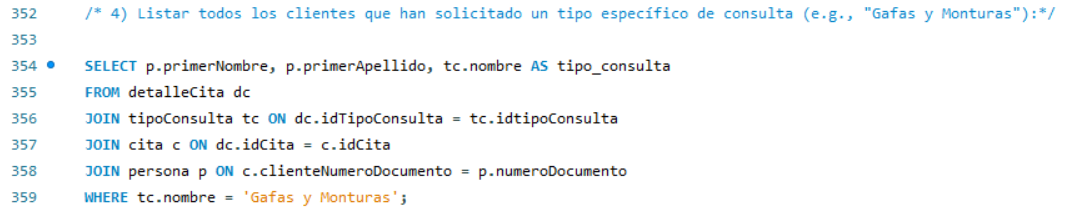 352 /* 4) Listar todos los clientes que han solicitado un tipo específico de consulta (e.g., "Gafas y Monturas"):*/
353
354 SELECT p.primerNombre, p.primerApellido, tc.nombre AS tipo_consulta
355 FROM detalleCita dc
356 JOIN tipoConsulta tc ON dc.idTipoConsulta = tc.idtipoConsulta
357 JOIN cita c ON dc.idCita = c.idCita
358 JOIN persona p ON c.clienteNumeroDocumento = p.numeroDocumento
359 WHERE tc.nombre = 'Gafas y Monturas';